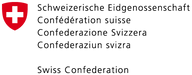 Schweizerische Eidgenossenschaft
Confédération suisse
Confederazione Svizzera
Confederaziun svizra
Swiss Confederation